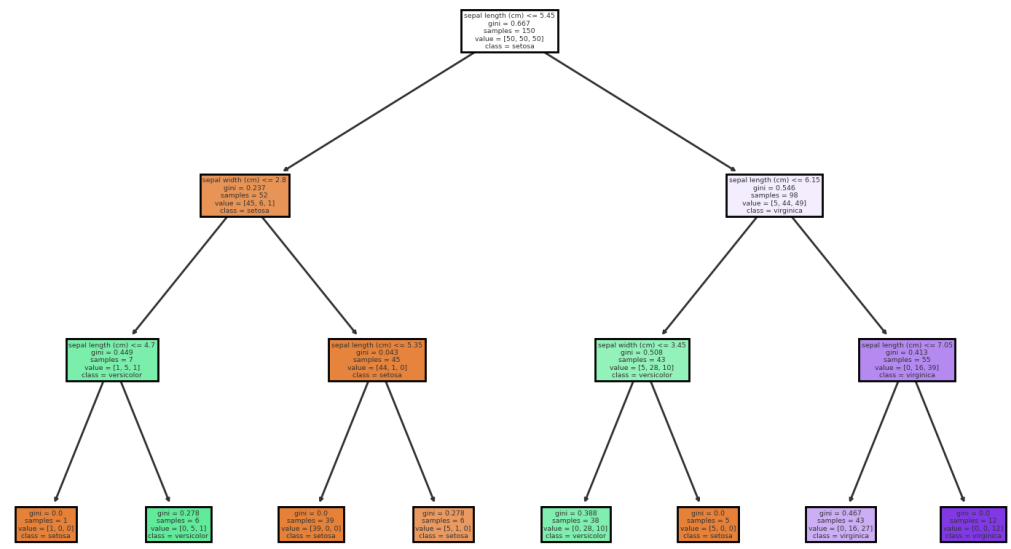 sepal length (cm) <= 5.45
gini = 0.667
samples = 150
value = [50, 50, 50]
class = setosa
sepal width (cm) <= 2.8
gini = 0.237
samples = 52
value = [45, 6, 1]
class = setosa
sepal length (cm) <= 6.15
gini = 0.546
samples = 98
value = [5, 44, 49]
class = virginica
sepal length (cm) <= 4.7
gini = 0.449
samples = 7
value = [1, 5, 1]
class = versicolor
sepal length (cm) <= 5.35
gini = 0.043
samples = 45
value = [44, 1, 0]
class = setosa
sepal width (cm) <= 3.45
gini = 0.508
samples = 43
value = [5, 28, 10]
class = versicolor
sepal length (cm) <= 7.05
gini = 0.413
samples = 55
value = [0, 16, 39]
class = virginica
gini = 0.0
samples = 1
value = [1, 0, 0]
class = setosa
gini = 0.278
samples = 6
value = [0, 5, 1]
class = versicolor
gini = 0.0
samples = 39
value = [39, 0, 0]
class = setosa
gini = 0.278
samples = 6
value = [5, 1, 0]
class = setosa
gini = 0.388
samples = 38
value = [0, 28, 10]
class = versicolor
gini = 0.0
samples = 5
value = [5, 0, 0]
class = setosa
gini = 0.467
samples = 43
value = [0, 16, 27]
class = virginica
gini = 0.0
samples = 12
value = [0, 0, 12]
class = virginica